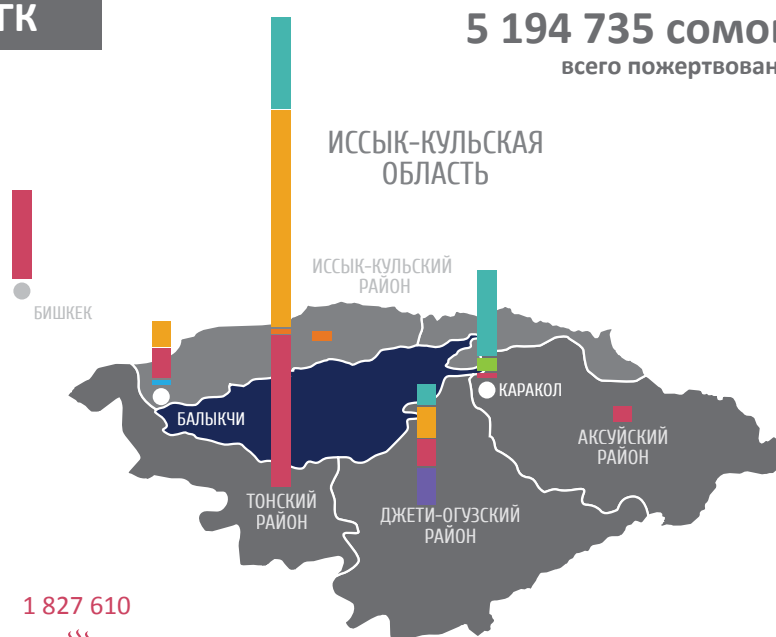 ТК
5 194 735 сомов
всего пожертвован
ИССЫК-КУЛЬСКАЯ
ОБЛАСТЬ
ИССЫК-КУЛЬСКИЙ
РАЙОН
БИШКЕК
КАРАКОЛ
БАЛЫКЧИ
АКСУЙСКИЙ
РАЙОН
ТОНСКИЙ
РАЙОН
ДЖЕТИ-ОГУЗСКИЙ
РАЙОН
1 827 610